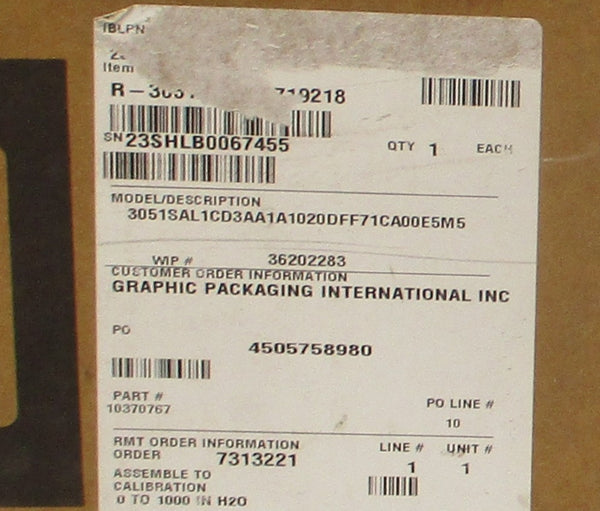 IBLPN
Item
719218
SN 23SHLB0067455 QTY 1 EACH
MODEL/DESCRIPTION
3051SAL1CD3AA1A1020DFF71CA00E5M5
WIP # 36202283
CUSTOMER ORDER INFORMATION
GRAPHIC PACKAGING INTERNATIONAL INC
PO
4505758980
PART # PO LINE #
10370767 10
RMT ORDER INFORMATION LINE # UNIT #
ORDER 7313221 1 1
ASSEMBLE TO
CALIBRATION
0 TO 1000 IN H2O